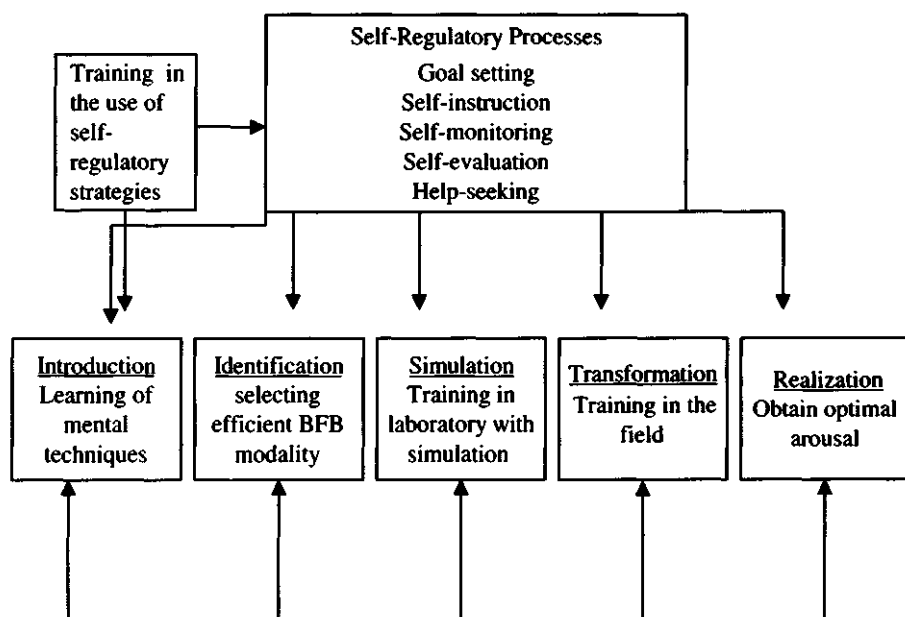 Self-Regulatory Processes
Goal setting
Self-instruction
Self-monitoring
Self-evaluation
Help-seeking
Training in
the use of
self-
regulatory
strategies
Introduction
Learning of
mental
techniques
Identification
selecting
efficient BFB
modality
Simulation
Training in
laboratory with
simulation
Transformation
Training in the
field
Realization
Obtain optimal
arousal